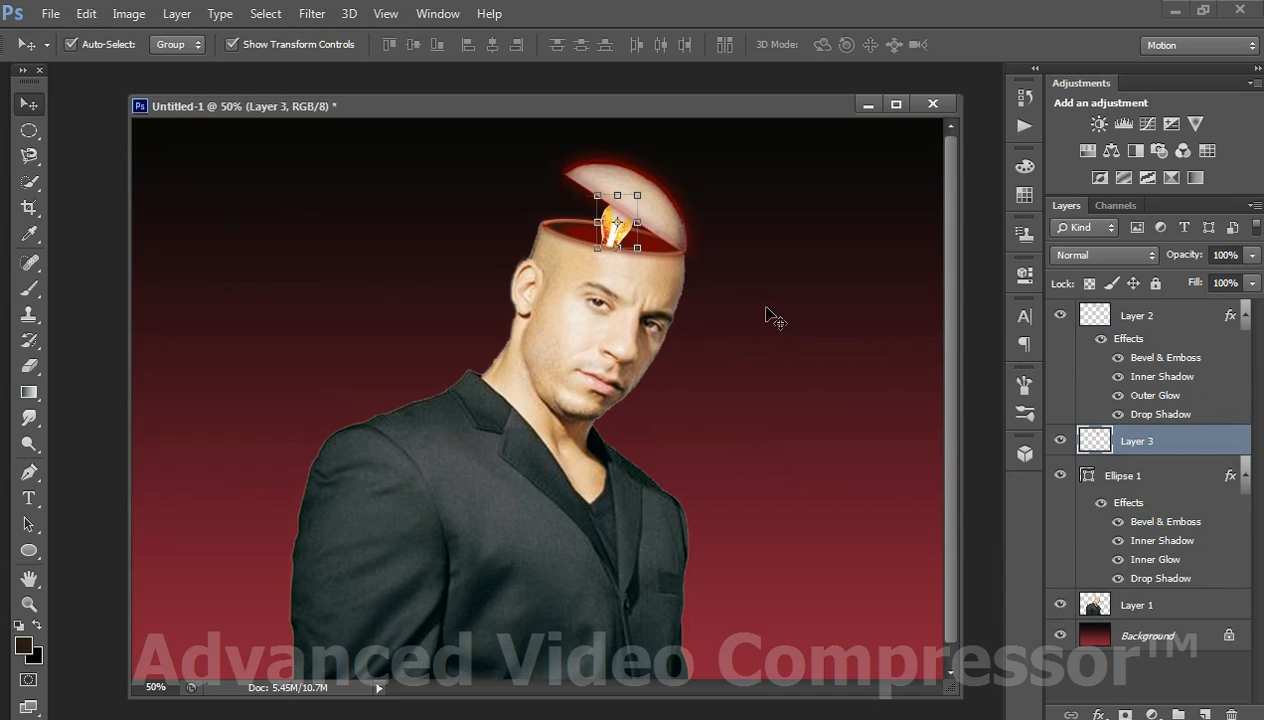 Ps File Edit Image Layer Type Select Filter 3D View Window Help
Auto-Select: Group Show Transform Controls 3D Mode: Motion
Ps Untitled-1 @ 50% (Layer 3, RGB/8) *
Adjustments
Add an adjustment
Layers Channels
Kind
Normal Opacity: 100%
Lock: Fill: 100%
Layer 2 fx
Effects
Bevel & Emboss
Inner Shadow
Outer Glow
Drop Shadow
Layer 3
Ellipse 1 fx
Effects
Bevel & Emboss
Inner Shadow
Inner Glow
Drop Shadow
Layer 1
Background
Advanced Video Compressor™
50% Doc: 5.45M/10.7M